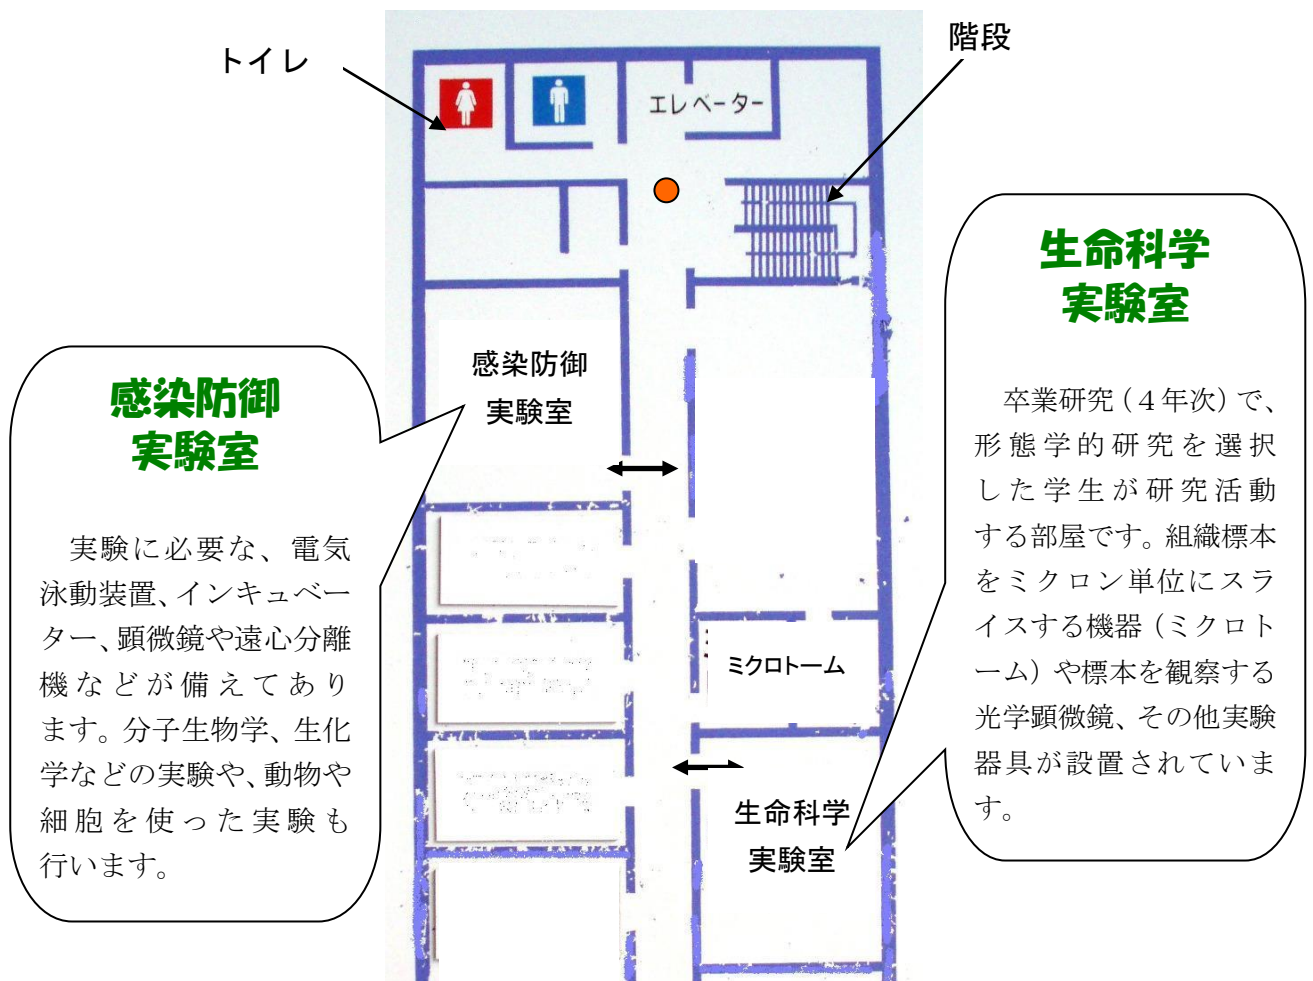 トイレ
階段
エレベーター
感染防御
実験室
ミクロトーム
生命科学
実験室
感染防御
実験室
実験に必要な、電気
泳動装置、インキュベー
ター、顕微鏡や遠心分離
機などが備えてあり
ます。分子生物学、生化
学などの実験や、動物や
細胞を使った実験も
行います。
生命科学
実験室
卒業研究(４年次)で、
形態学的研究を選択
した学生が研究活動
する部屋です。組織標本
をミクロン単位にスラ
イスする機器（ミクロト
ーム）や標本を観察する
光学顕微鏡、その他実験
器具が設置されていま
す。